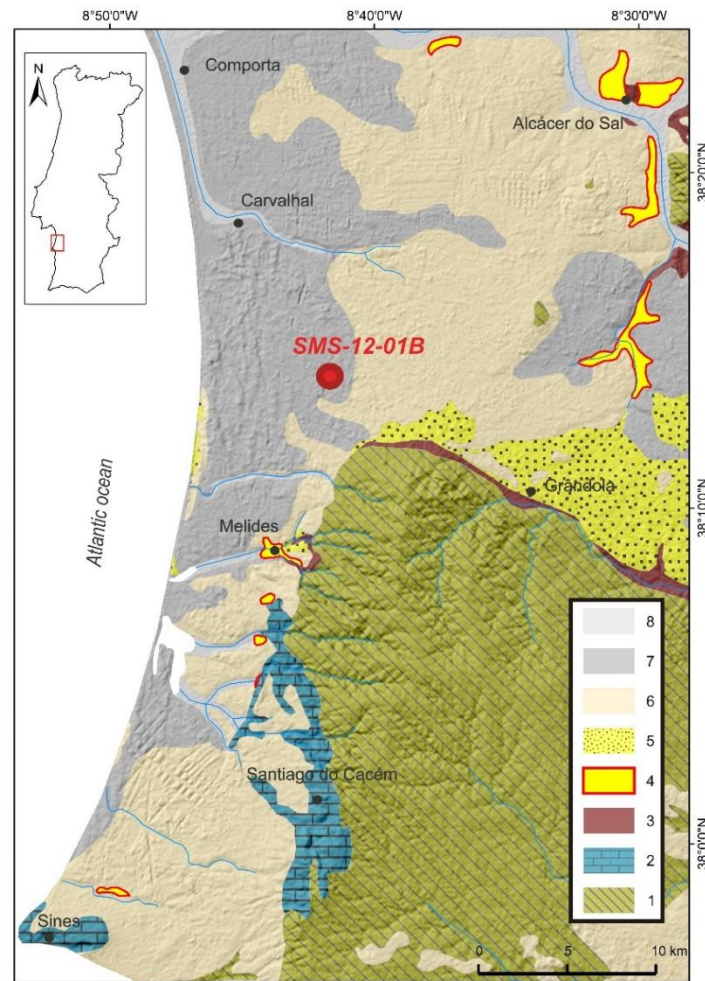 8°50'0"W
8°40'0"W
8°30'0"W
N
Comporta
Alcácer do Sal
38°20'0"N
Carvalhal
SMS-12-01B
Atlantic ocean
Grândola
38°10'0"N
Melides
8
7
6
5
4
3
2
1
Santiago do Cacém
38°0'0"N
Sines
0 5 10 km